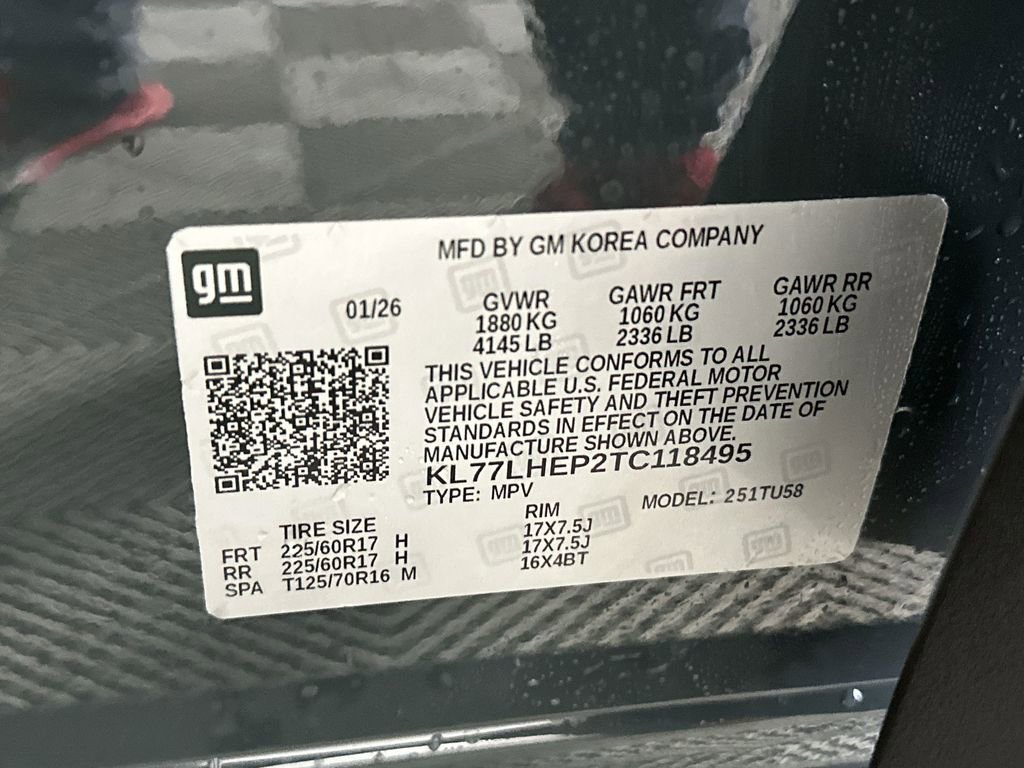 MFD BY GM KOREA COMPANY
gm
01/26
GVWR GAWR FRT GAWR RR
1880 KG 1060 KG 1060 KG
4145 LB 2336 LB 2336 LB
THIS VEHICLE CONFORMS TO ALL
APPLICABLE U.S. FEDERAL MOTOR
VEHICLE SAFETY AND THEFT PREVENTION
STANDARDS IN EFFECT ON THE DATE OF
MANUFACTURE SHOWN ABOVE.
KL77LHEP2TC118495
TYPE: MPV MODEL: 251TU58
TIRE SIZE RIM
FRT 225/60R17 H 17X7.5J
RR 225/60R17 H 17X7.5J
SPA T125/70R16 M 16X4BT